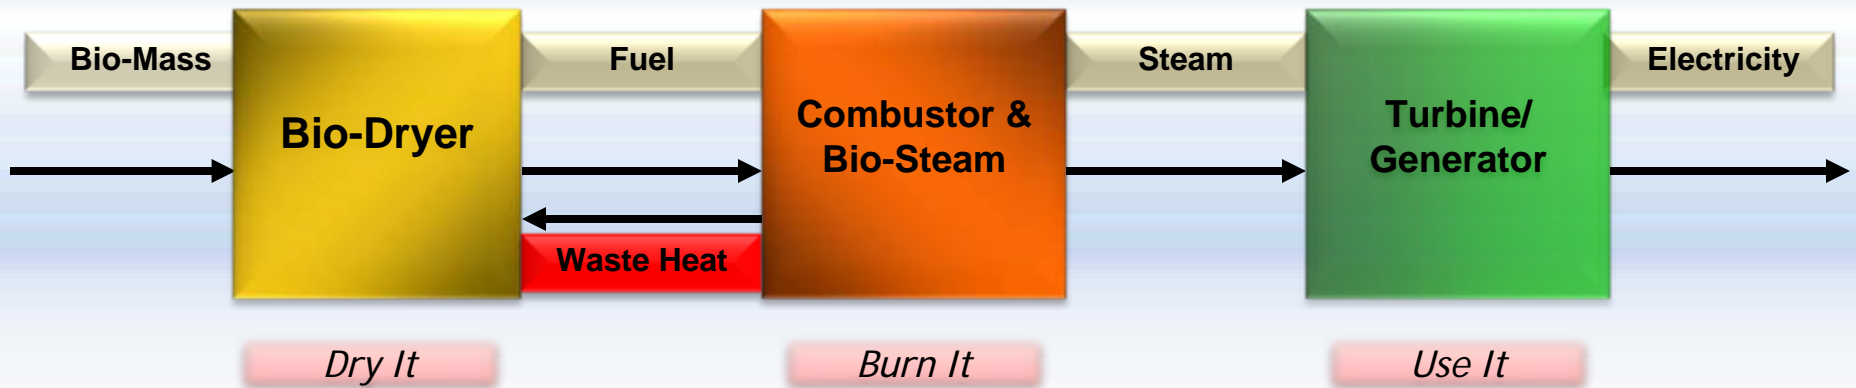 Bio-Mass
Fuel
Steam
Electricity
Bio-Dryer
Combustor &
Bio-Steam
Turbine/
Generator
Waste Heat
Dry It
Burn It
Use It